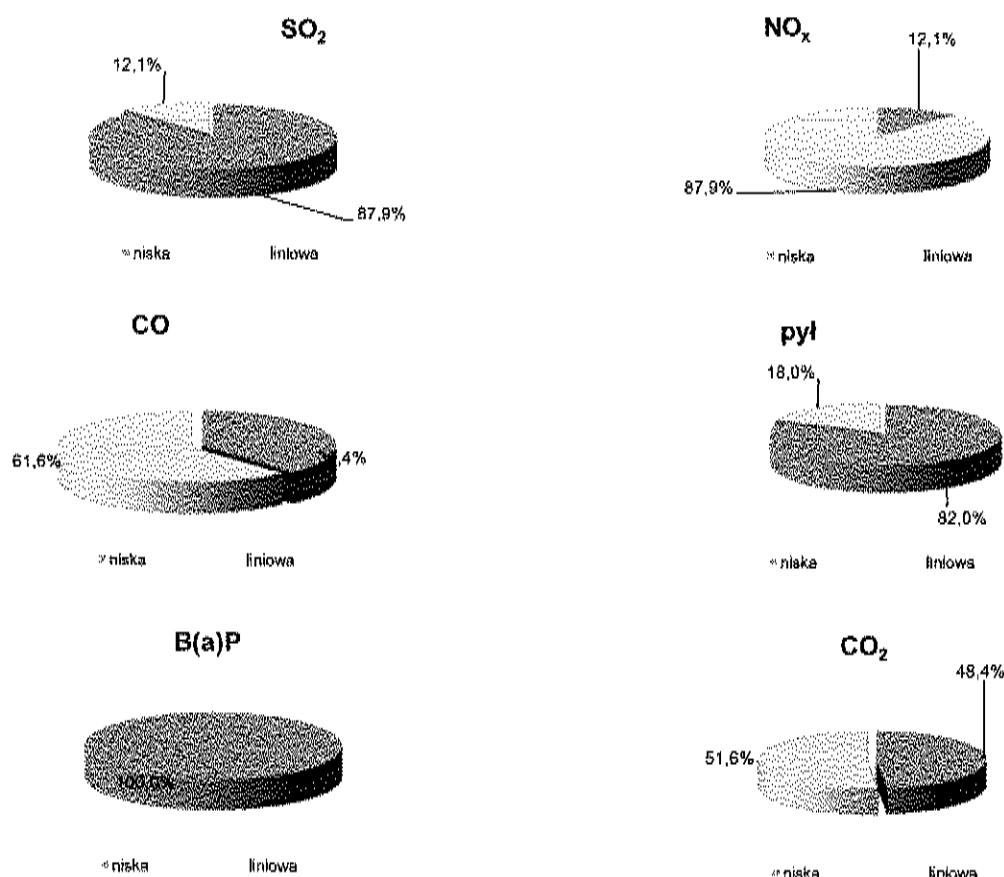 SO₂
12,1%
87,9%
niska liniowa
NOₓ
12,1%
87,9%
niska liniowa
CO
61,6%
niska liniowa
pył
18,0%
82,0%
niska liniowa
B(a)P
niska liniowa
CO₂
48,4%
51,6%
niska liniowa